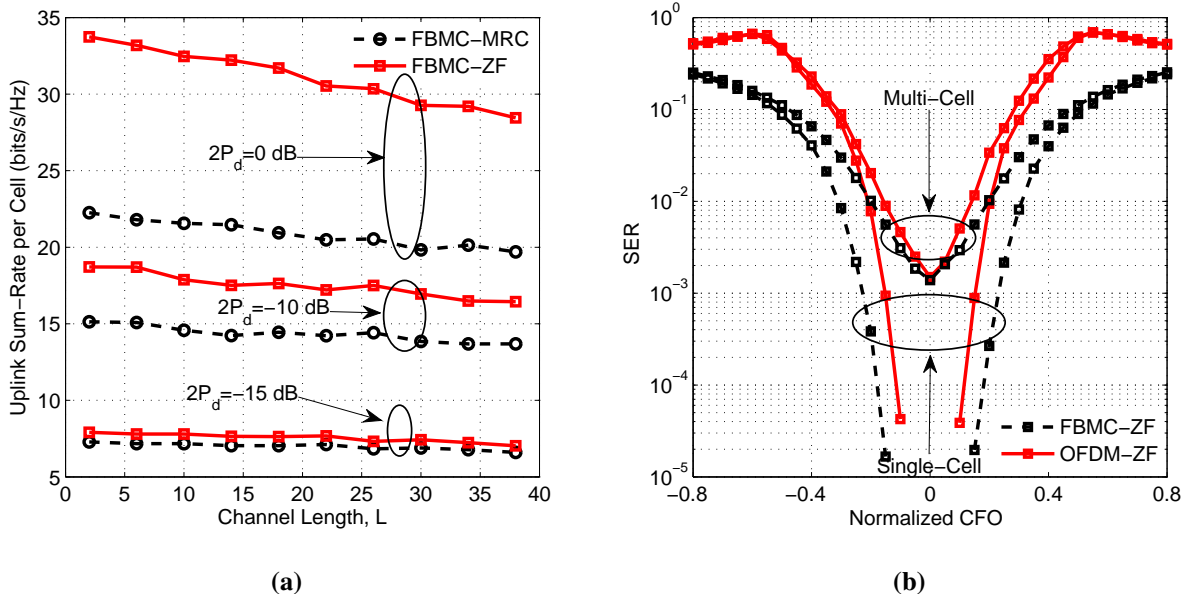 35
30
25
20
15
10
5
0 5 10 15 20 25 30 35 40
Uplink Sum−Rate per Cell (bits/s/Hz)
Channel Length, L
FBMC−MRC
FBMC−ZF
2P_d=0 dB
2P_d=−10 dB
2P_d=−15 dB
(a)
10^0
10^−1
10^−2
10^−3
10^−4
10^−5
−0.8 −0.4 0 0.4 0.8
SER
Normalized CFO
Multi−Cell
Single−Cell
FBMC−ZF
OFDM−ZF
(b)